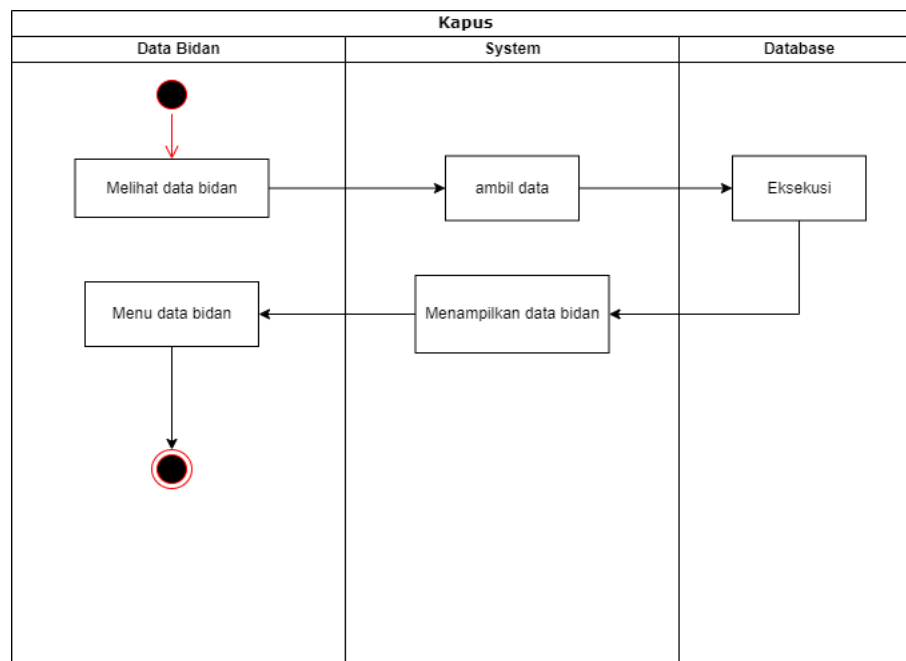 Kapus
Data Bidan
System
Database
Melihat data bidan
ambil data
Eksekusi
Menu data bidan
Menampilkan data bidan